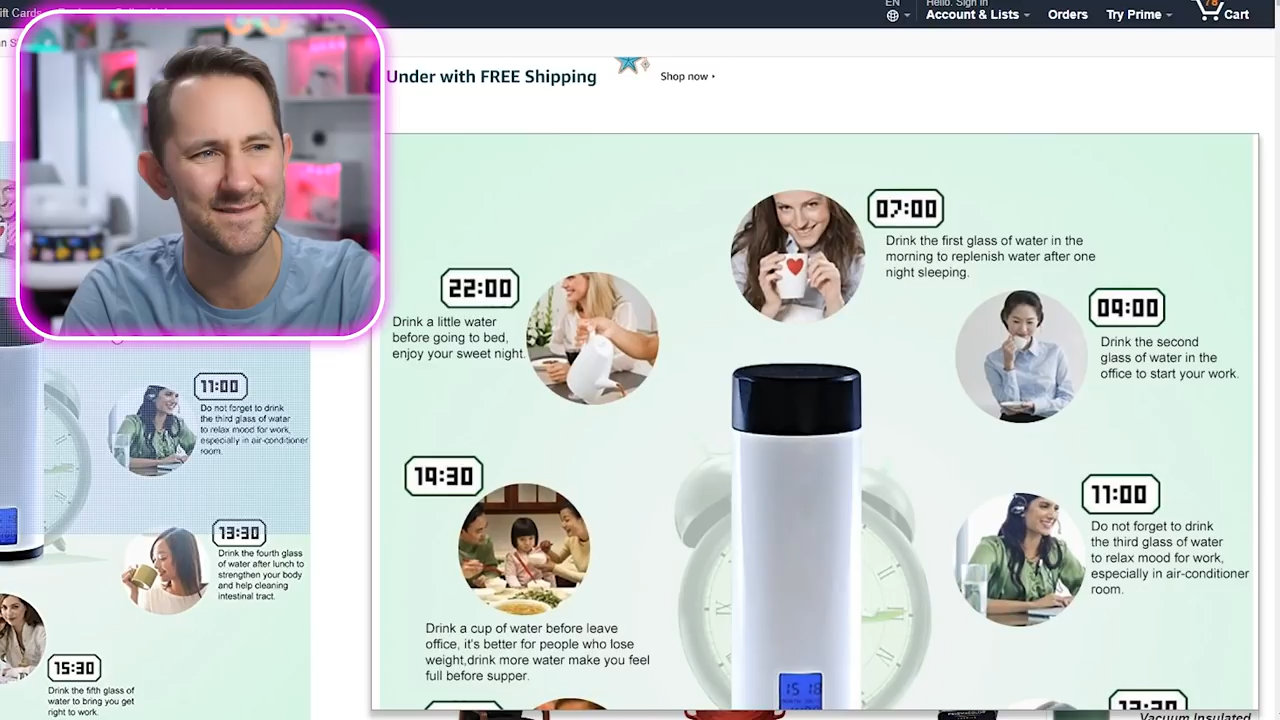 ft Cards
EN
Hello, Sign in
Account & Lists
Orders
Try Prime
78
Cart
Under with FREE Shipping
Shop now
07:00
Drink the first glass of water in the
morning to replenish water after one
night sleeping.
22:00
Drink a little water
before going to bed,
enjoy your sweet night.
09:00
Drink the second
glass of water in the
office to start your work.
11:00
Do not forget to drink
the third glass of water
to relax mood for work,
especially in air-conditioner
room.
19:30
Drink a cup of water before leave
office, it's better for people who lose
weight,drink more water make you feel
full before supper.
11:00
Do not forget to drink
the third glass of water
to relax mood for work,
especially in air-conditioner
room.
13:30
Drink the fourth glass
of water after lunch to
strengthen your body
and help cleaning
intestinal tract.
15:30
Drink the fifth glass of
water to bring you get
right to work.
15 18
13:30
Vacuum Insulated